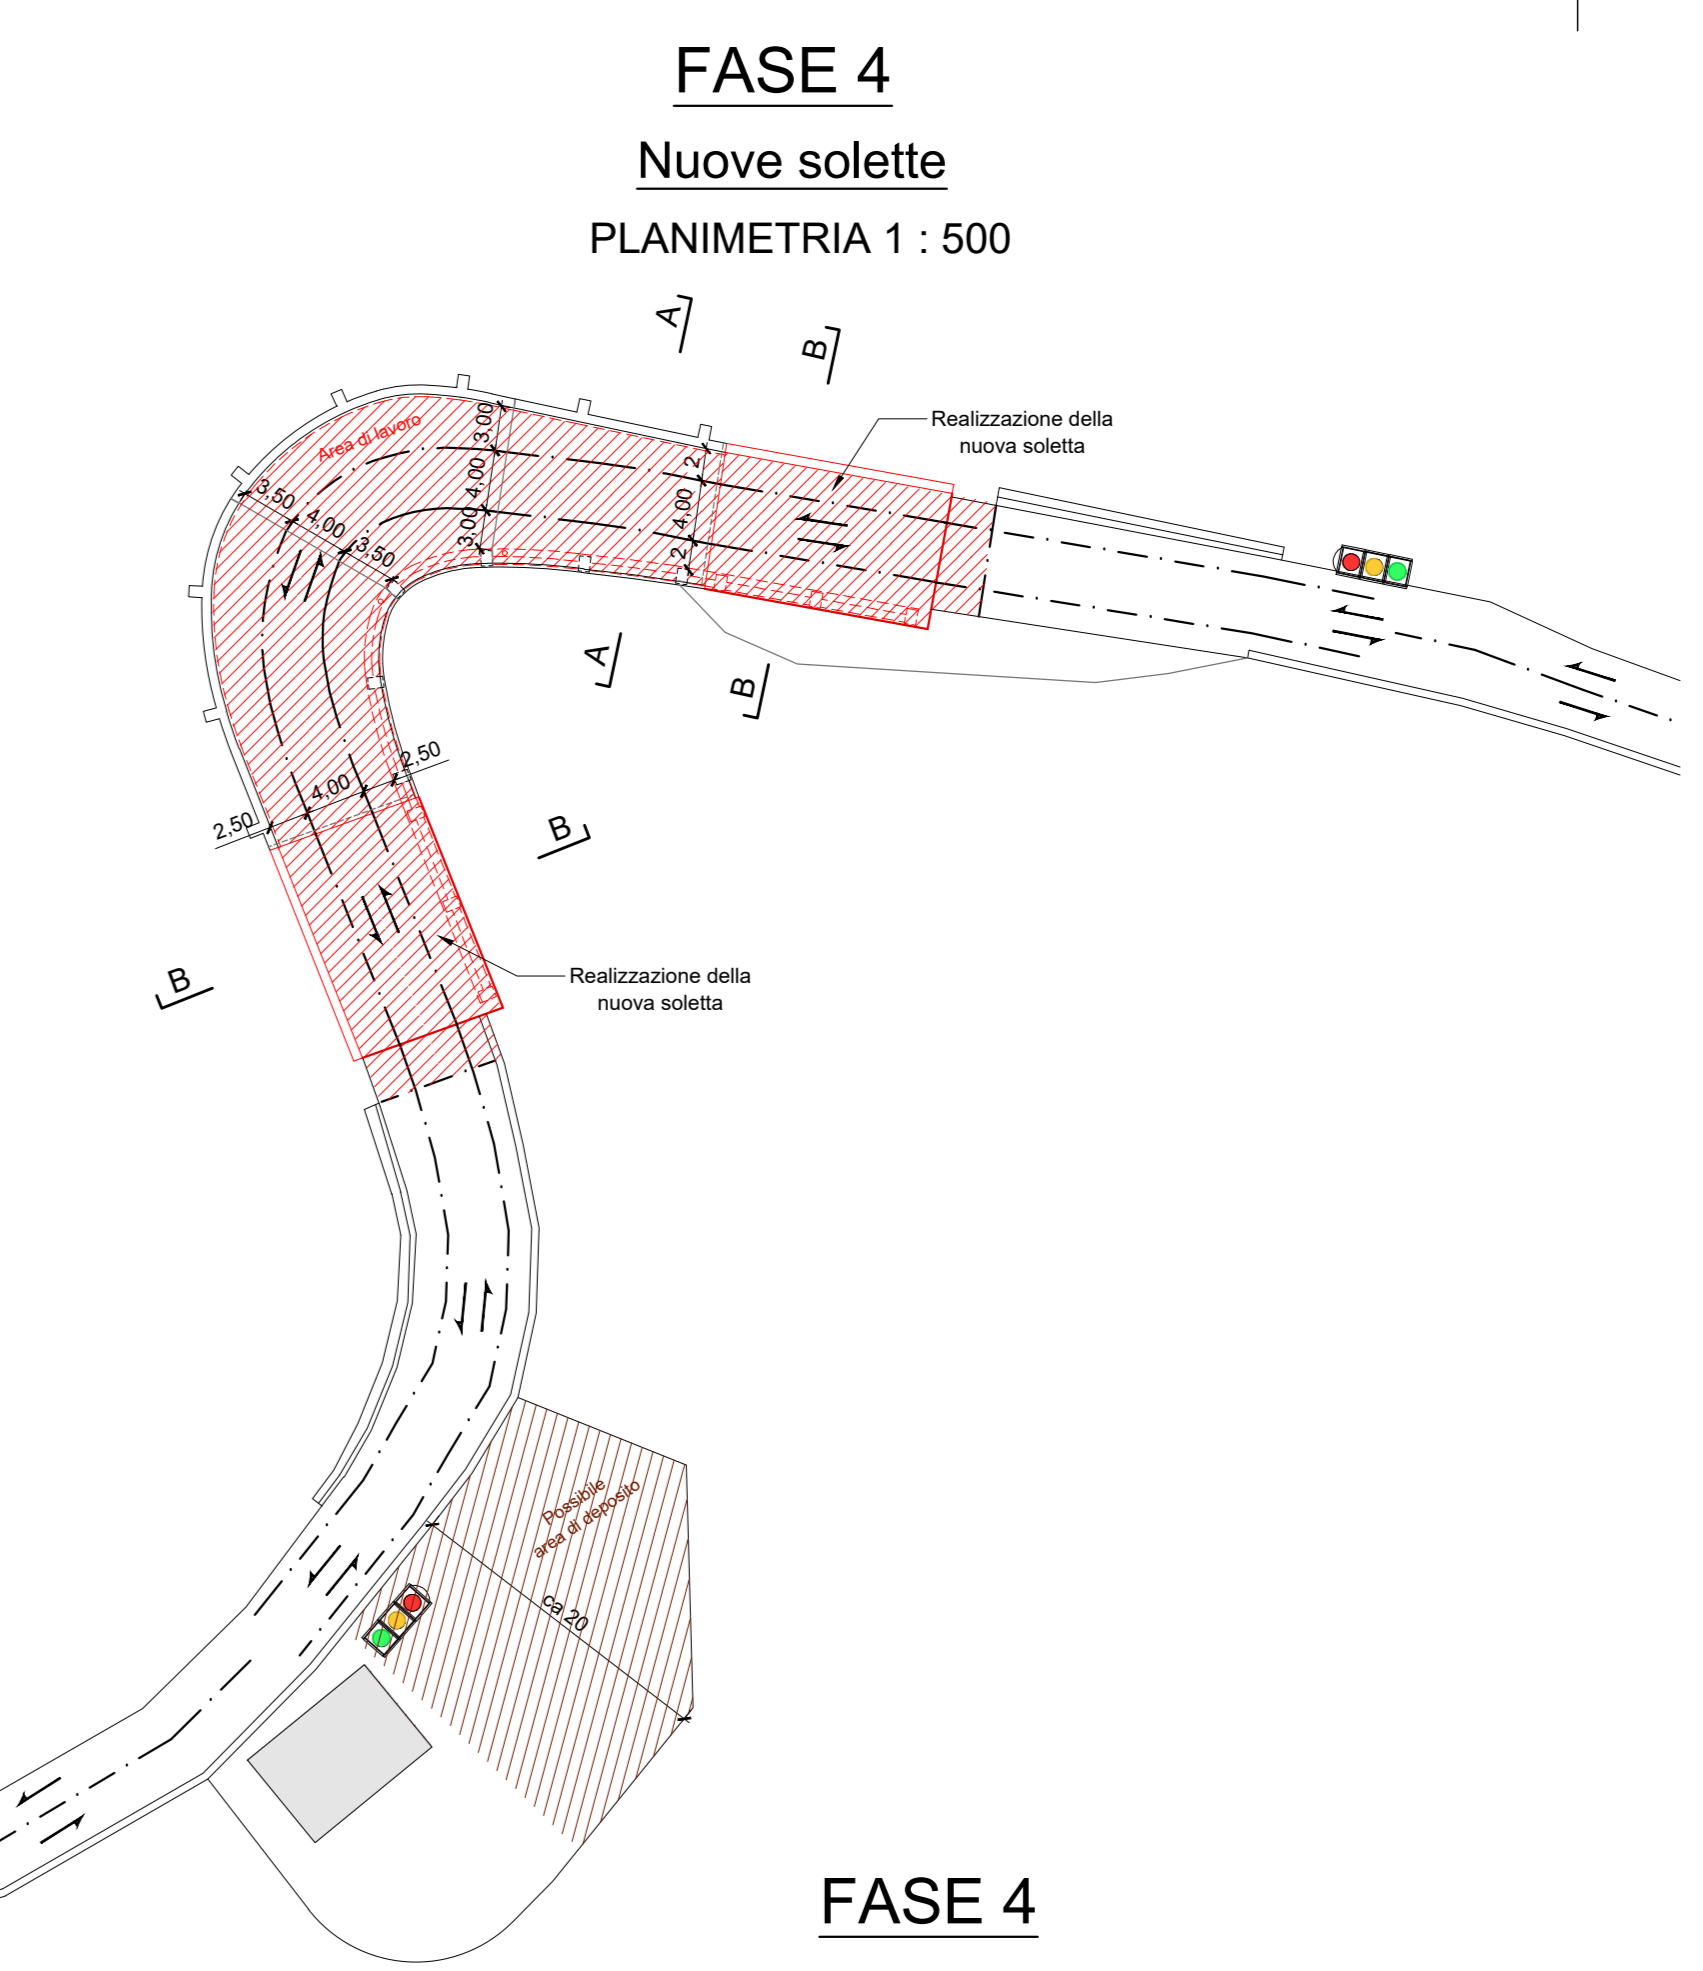 FASE 4
Nuove solette
PLANIMETRIA 1 : 500
A
B
Realizzazione della
nuova soletta
Area di lavoro
3,00
4,00
3,00
2
4,00
2
3,50
4,00
3,50
A
B
2,50
4,00
2,50
B
B
Realizzazione della
nuova soletta
Possibile
area di deposito
ca 20
FASE 4